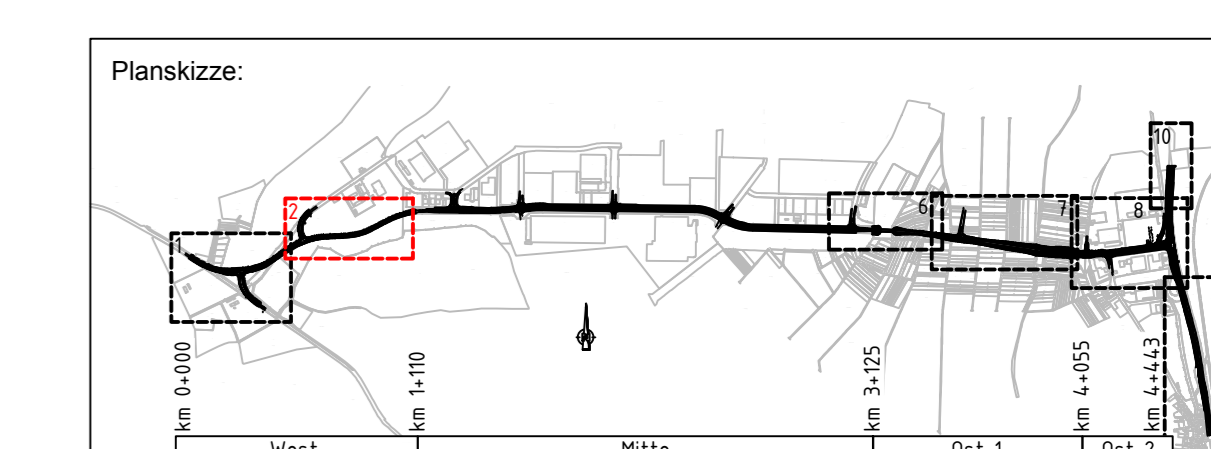 Planskizze:
10
2
6
7
8
1
km 0+000
km 1+110
km 3+125
km 4+055
km 4+443
West
Mitte
Ost 1
Ost 2